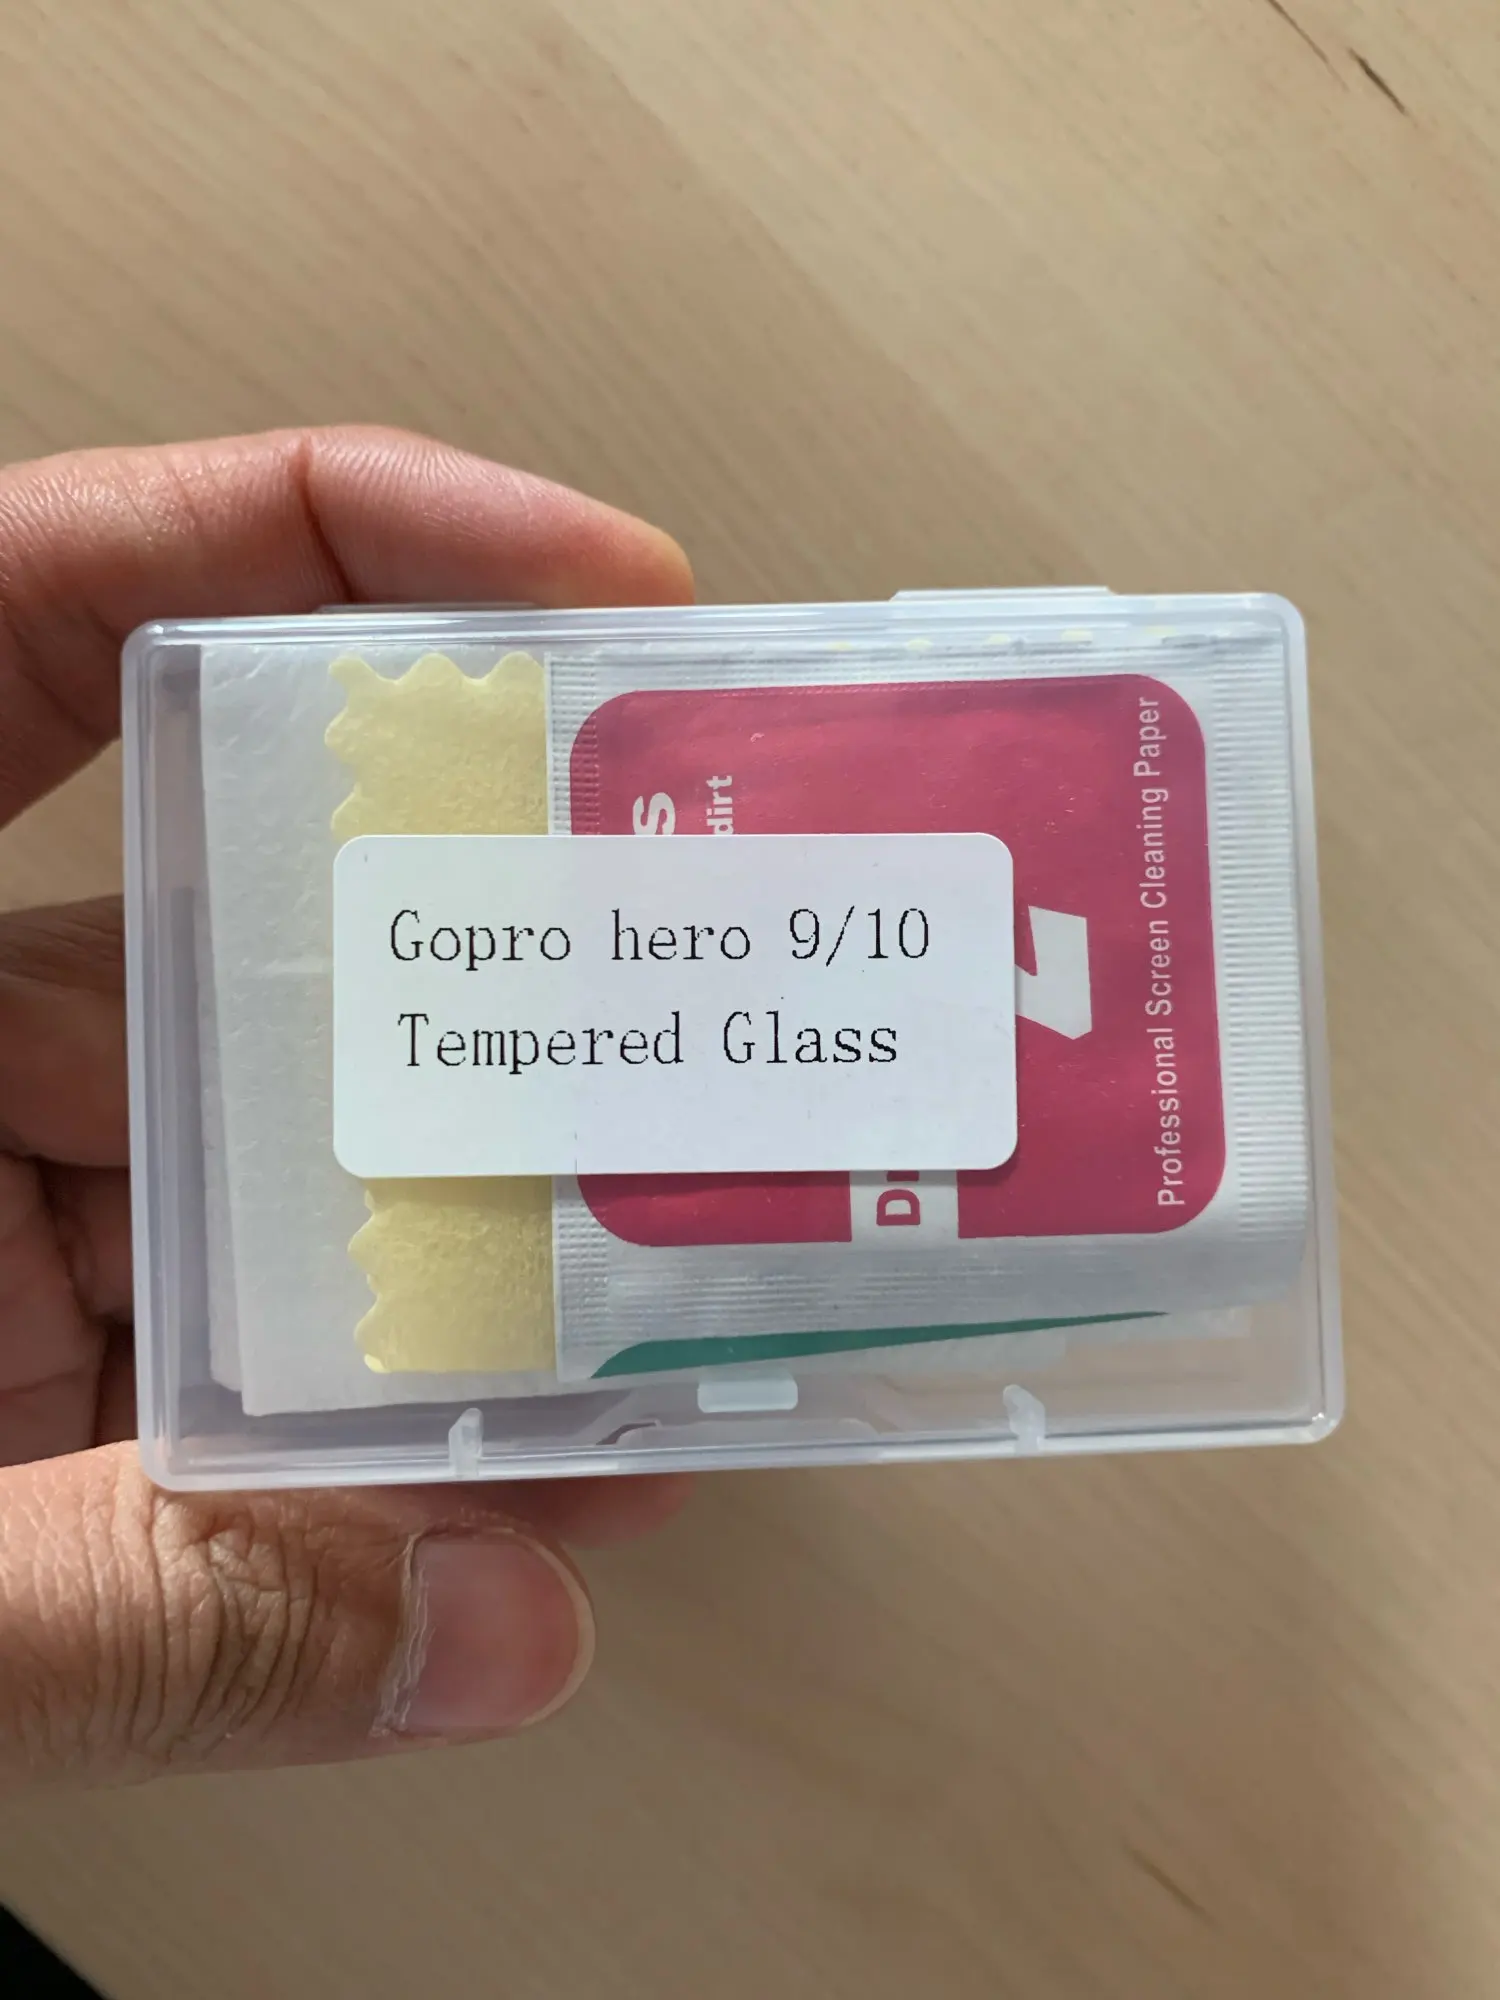 Gopro hero 9/10
Tempered Glass
dirt
Professional Screen Cleaning Paper